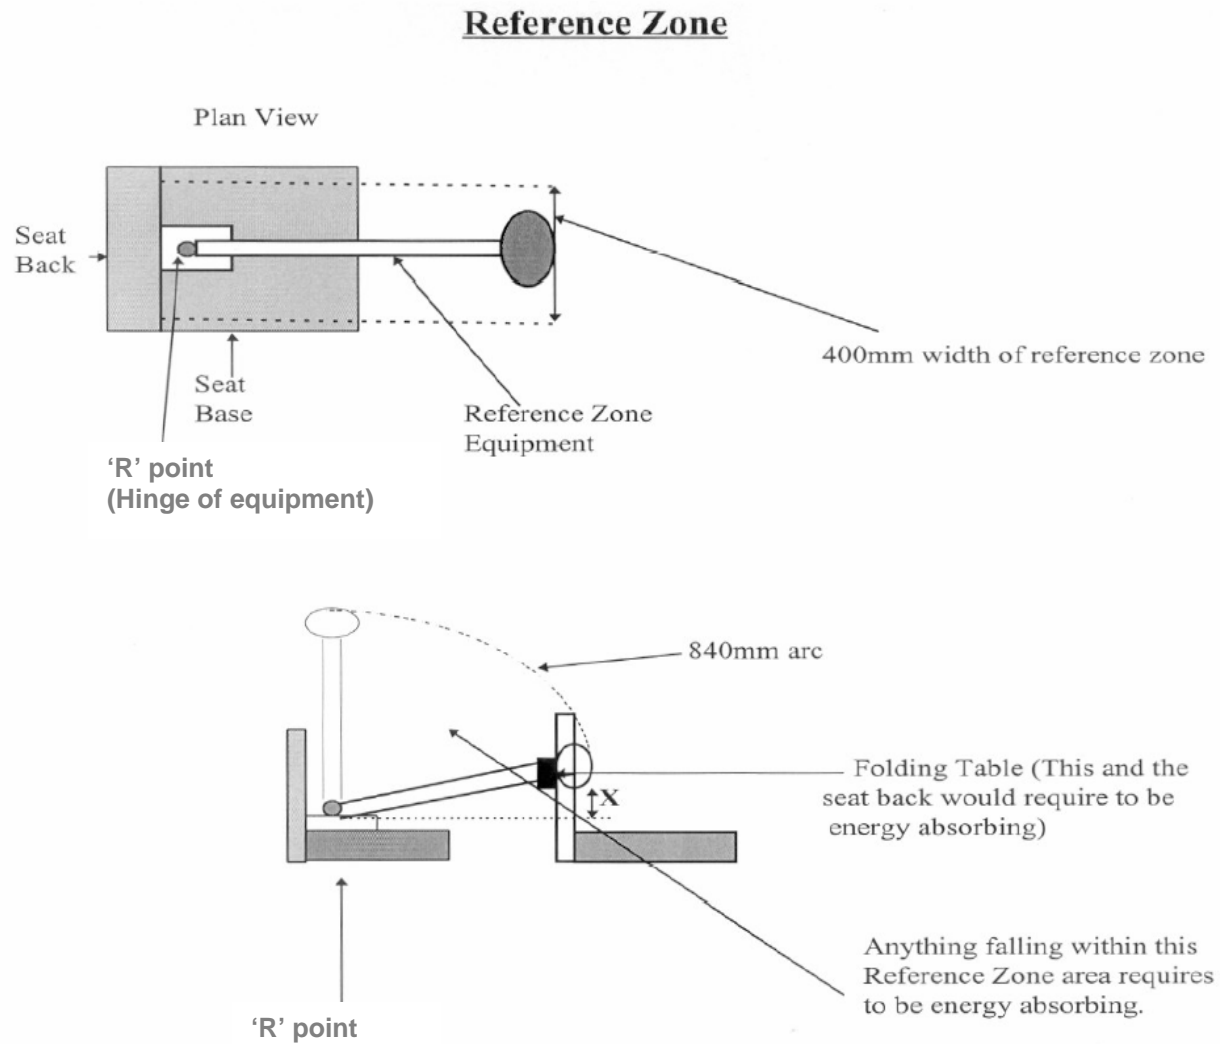 Reference Zone
Plan View
Seat
Back
400mm width of reference zone
Seat
Base
Reference Zone
Equipment
‘R’ point
(Hinge of equipment)
840mm arc
Folding Table (This and the
seat back would require to be
energy absorbing)
X
Anything falling within this
Reference Zone area requires
to be energy absorbing.
‘R’ point